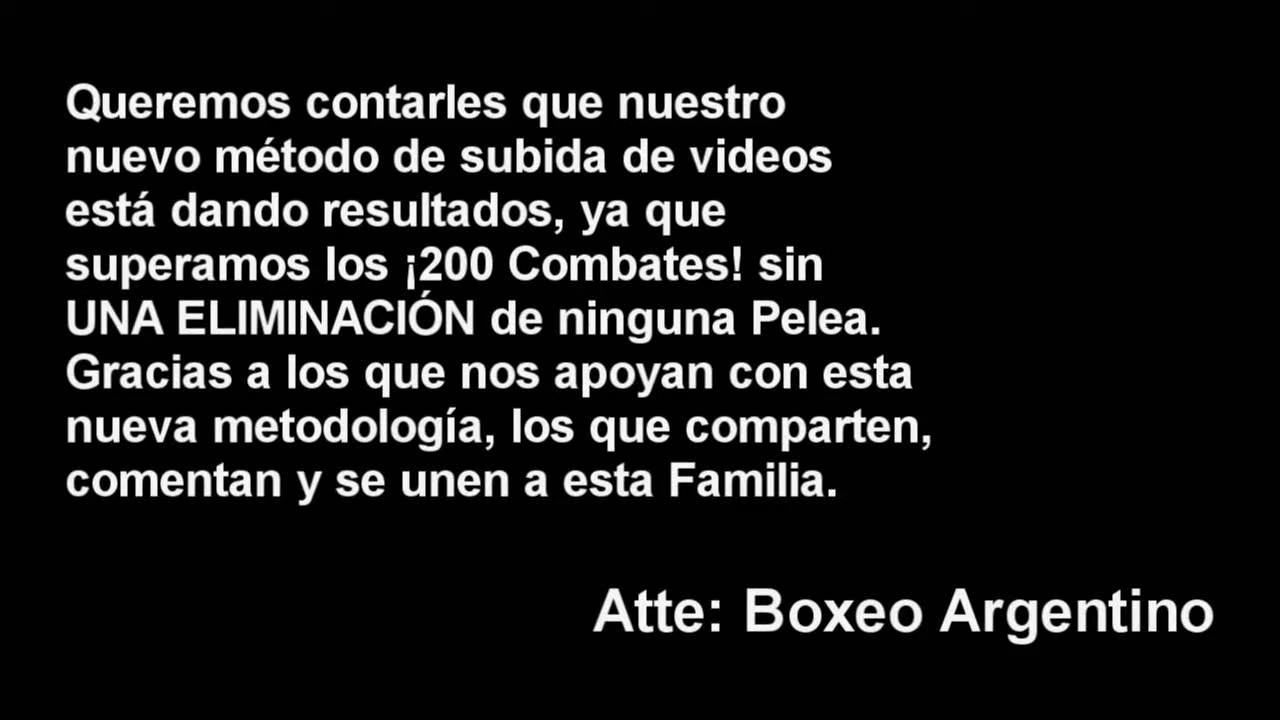 Queremos contarles que nuestro
nuevo método de subida de videos
está dando resultados, ya que
superamos los ¡200 Combates! sin
UNA ELIMINACIÓN de ninguna Pelea.
Gracias a los que nos apoyan con esta
nueva metodología, los que comparten,
comentan y se unen a esta Familia.
Atte: Boxeo Argentino